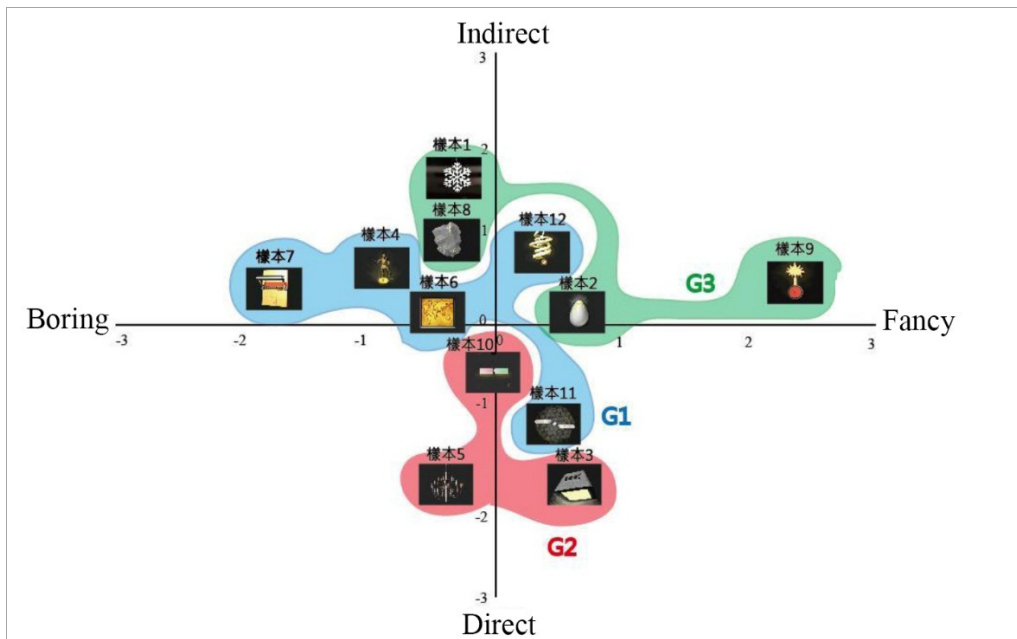 Indirect
3
樣本1
2
樣本8
樣本12
1
樣本4
樣本7
樣本9
樣本6
樣本2
G3
0
Boring
Fancy
-3
-2
-1
0
1
2
3
樣本10
-1
樣本11
G1
樣本5
樣本3
-2
G2
-3
Direct